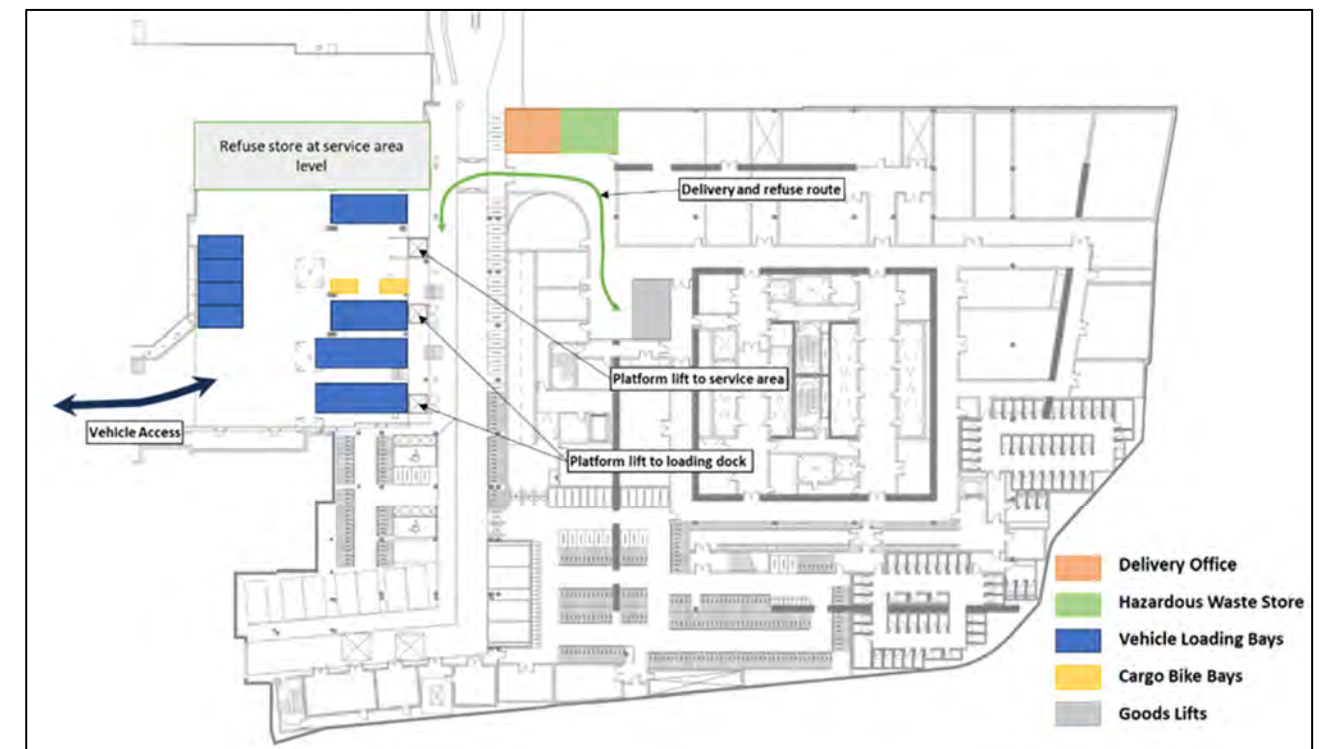 Refuse store at service area
level
Delivery and refuse route
Platform lift to service area
Vehicle Access
Platform lift to loading dock
Delivery Office
Hazardous Waste Store
Vehicle Loading Bays
Cargo Bike Bays
Goods Lifts